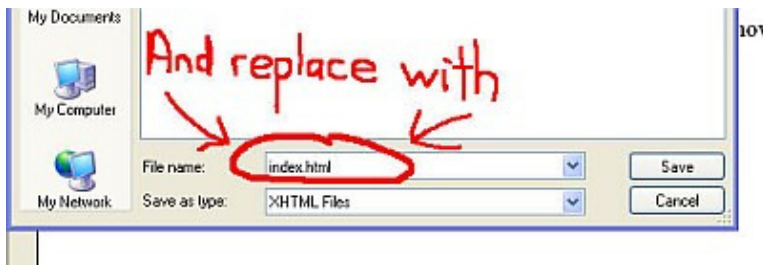 My Documents
nov
And replace with
My Computer
File name: index.html Save
My Network Save as type: XHTML Files Cancel